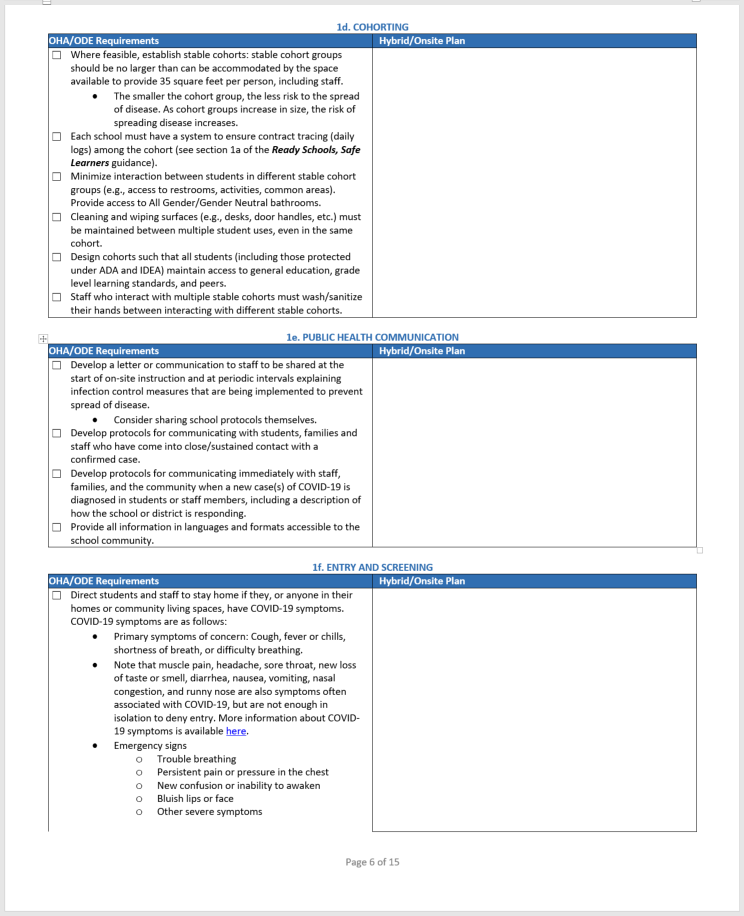 1d. COHORTING
OHA/ODE Requirements Hybrid/Onsite Plan
☐ Where feasible, establish stable cohorts: stable cohort groups
should be no larger than can be accommodated by the space
available to provide 35 square feet per person, including staff.
• The smaller the cohort group, the less risk to the spread
of disease. As cohort groups increase in size, the risk of
spreading disease increases.
☐ Each school must have a system to ensure contract tracing (daily
logs) among the cohort (see section 1a of the Ready Schools, Safe
Learners guidance).
☐ Minimize interaction between students in different stable cohort
groups (e.g., access to restrooms, activities, common areas).
Provide access to All Gender/Gender Neutral bathrooms.
☐ Cleaning and wiping surfaces (e.g., desks, door handles, etc.) must
be maintained between multiple student uses, even in the same
cohort.
☐ Design cohorts such that all students (including those protected
under ADA and IDEA) maintain access to general education, grade
level learning standards, and peers.
☐ Staff who interact with multiple stable cohorts must wash/sanitize
their hands between interacting with different stable cohorts.
1e. PUBLIC HEALTH COMMUNICATION
OHA/ODE Requirements Hybrid/Onsite Plan
☐ Develop a letter or communication to staff to be shared at the
start of on-site instruction and at periodic intervals explaining
infection control measures that are being implemented to prevent
spread of disease.
• Consider sharing school protocols themselves.
☐ Develop protocols for communicating with students, families and
staff who have come into close/sustained contact with a
confirmed case.
☐ Develop protocols for communicating immediately with staff,
families, and the community when a new case(s) of COVID-19 is
diagnosed in students or staff members, including a description of
how the school or district is responding.
☐ Provide all information in languages and formats accessible to the
school community.
1f. ENTRY AND SCREENING
OHA/ODE Requirements Hybrid/Onsite Plan
☐ Direct students and staff to stay home if they, or anyone in their
homes or community living spaces, have COVID-19 symptoms.
COVID-19 symptoms are as follows:
• Primary symptoms of concern: Cough, fever or chills,
shortness of breath, or difficulty breathing.
• Note that muscle pain, headache, sore throat, new loss
of taste or smell, diarrhea, nausea, vomiting, nasal
congestion, and runny nose are also symptoms often
associated with COVID-19, but are not enough in
isolation to deny entry. More information about COVID-
19 symptoms is available here.
• Emergency signs
○ Trouble breathing
○ Persistent pain or pressure in the chest
○ New confusion or inability to awaken
○ Bluish lips or face
○ Other severe symptoms
Page 6 of 15